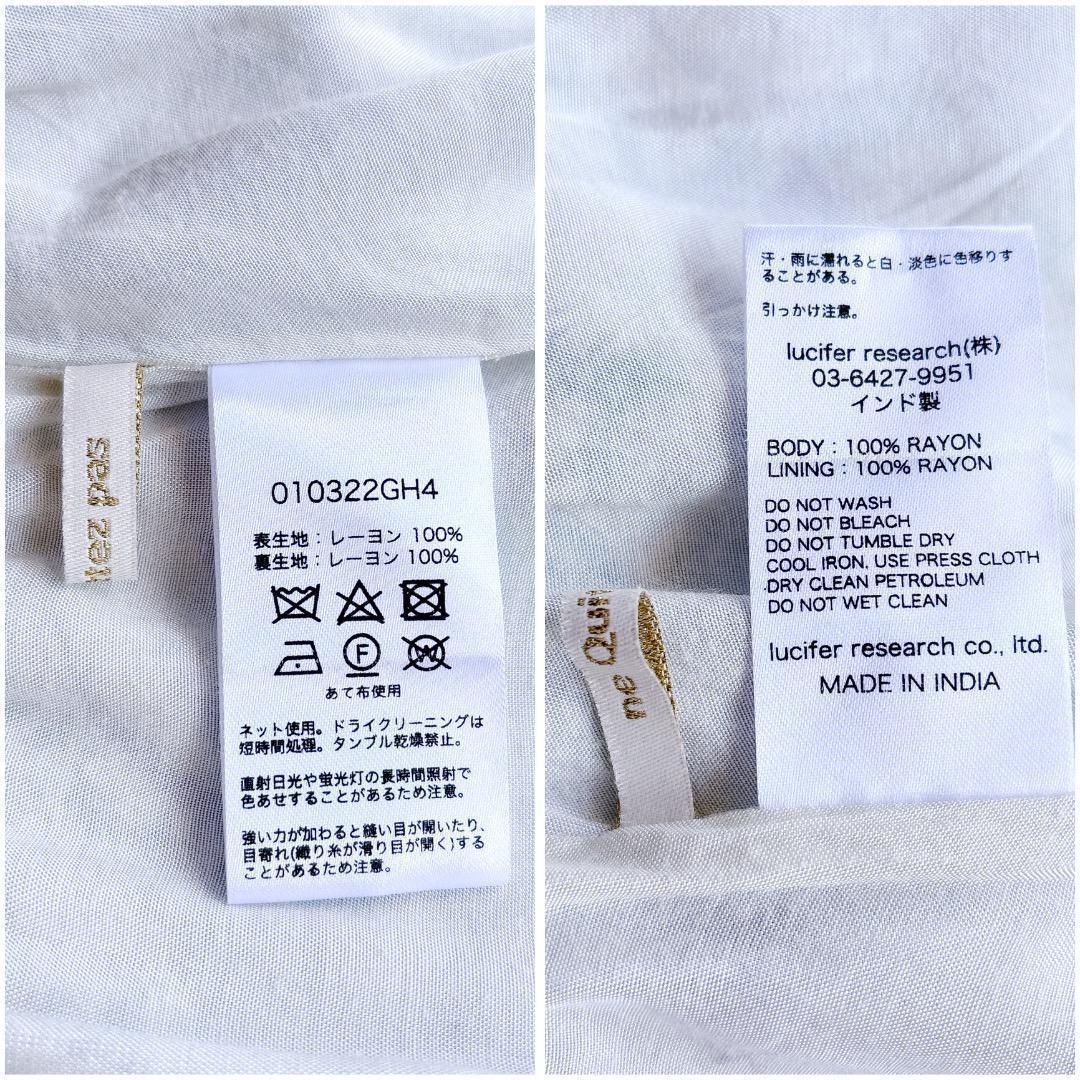 010322GH4
表生地：レーヨン 100%
裏生地：レーヨン 100%
F
W
あて布使用
ネット使用。ドライクリーニングは
短時間処理。タンブル乾燥禁止。
直射日光や蛍光灯の長時間照射で
色あせすることがあるため注意。
強い力が加わると縫い目が開いたり、
目寄れ(織り糸が滑り目が開く)する
ことがあるため注意。
汗・雨に濡れると白・淡色に色移りす
ることがある。
引っかけ注意。
lucifer research(株)
03-6427-9951
インド製
BODY : 100% RAYON
LINING : 100% RAYON
DO NOT WASH
DO NOT BLEACH
DO NOT TUMBLE DRY
COOL IRON, USE PRESS CLOTH
DRY CLEAN PETROLEUM
DO NOT WET CLEAN
lucifer research co., ltd.
MADE IN INDIA